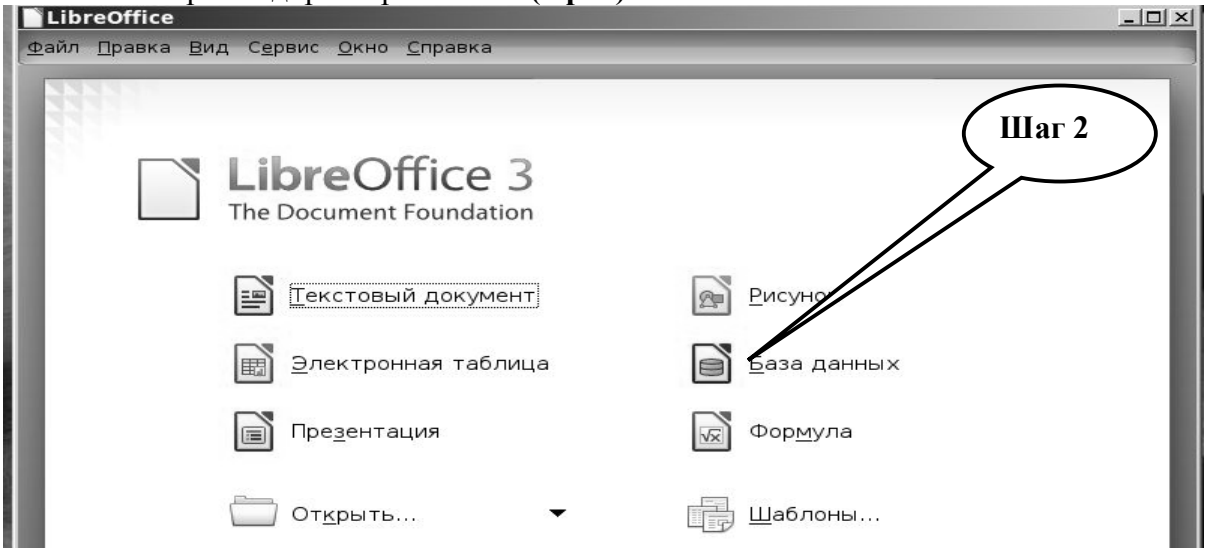 LibreOffice
Файл Правка Вид Сервис Окно Справка
Шаг 2
LibreOffice 3
The Document Foundation
Текстовый документ
Электронная таблица
База данных
Презентация
Формула
Открыть...
Шаблоны...